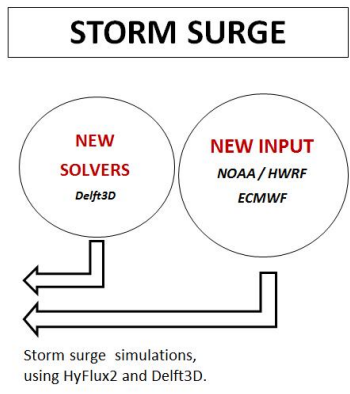 STORM SURGE
NEW
SOLVERS
Delft3D
NEW INPUT
NOAA / HWRF
ECMWF
Storm surge simulations,
using HyFlux2 and Delft3D.